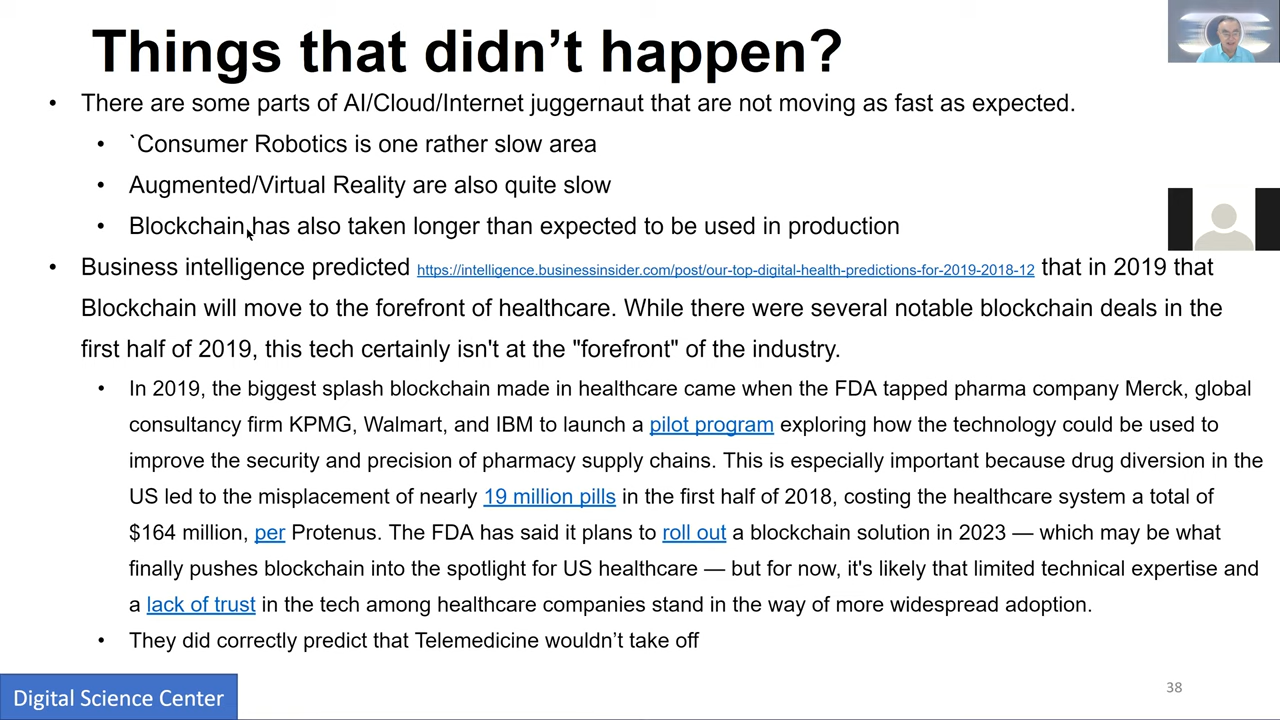 Things that didn’t happen?
• There are some parts of AI/Cloud/Internet juggernaut that are not moving as fast as expected.
• `Consumer Robotics is one rather slow area
• Augmented/Virtual Reality are also quite slow
• Blockchain has also taken longer than expected to be used in production
• Business intelligence predicted https://intelligence.businessinsider.com/post/our-top-digital-health-predictions-for-2019-2018-12 that in 2019 that
Blockchain will move to the forefront of healthcare. While there were several notable blockchain deals in the
first half of 2019, this tech certainly isn't at the "forefront" of the industry.
• In 2019, the biggest splash blockchain made in healthcare came when the FDA tapped pharma company Merck, global
consultancy firm KPMG, Walmart, and IBM to launch a pilot program exploring how the technology could be used to
improve the security and precision of pharmacy supply chains. This is especially important because drug diversion in the
US led to the misplacement of nearly 19 million pills in the first half of 2018, costing the healthcare system a total of
$164 million, per Protenus. The FDA has said it plans to roll out a blockchain solution in 2023 — which may be what
finally pushes blockchain into the spotlight for US healthcare — but for now, it's likely that limited technical expertise and
a lack of trust in the tech among healthcare companies stand in the way of more widespread adoption.
• They did correctly predict that Telemedicine wouldn’t take off
Digital Science Center
38